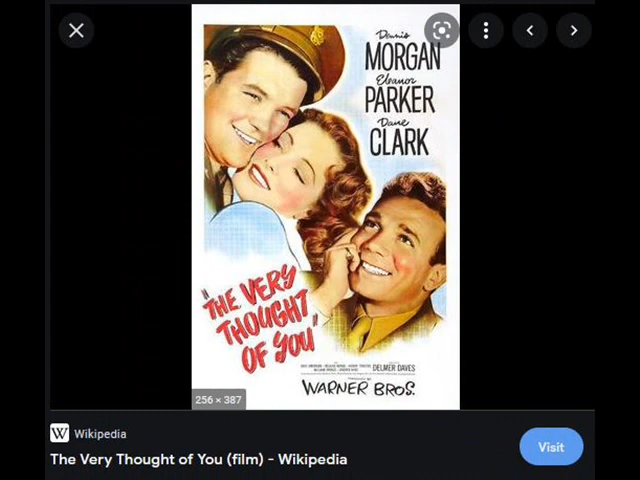 Dennis
MORGAN
Eleanor
PARKER
Dane
CLARK
"THE VERY
THOUGHT
OF YOU"
DELMER DAVES
WARNER BROS.
256 × 387
W Wikipedia
The Very Thought of You (film) - Wikipedia
Visit